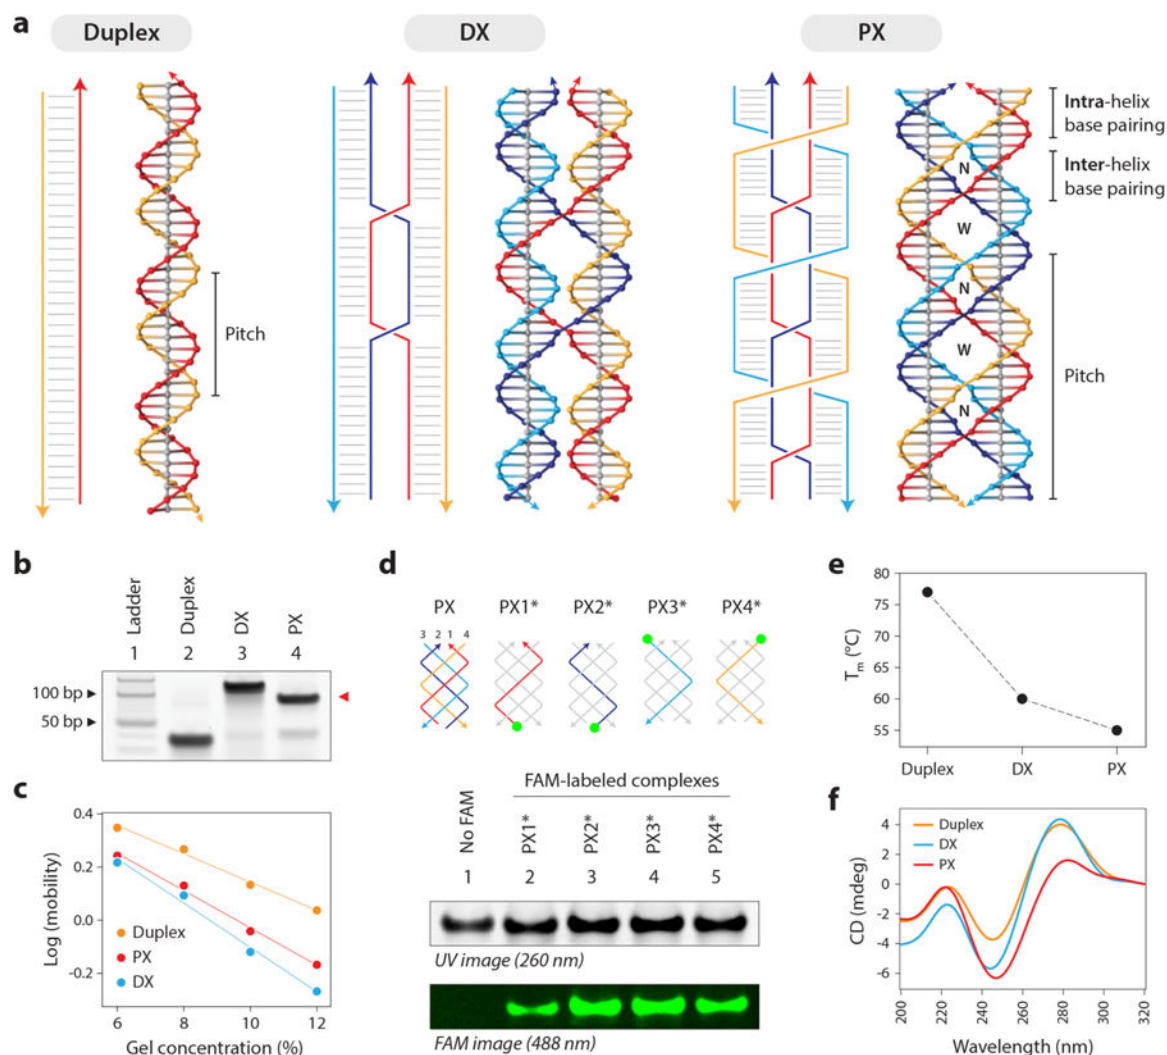 a
Duplex
DX
PX
Pitch
Intra-helix
base pairing
Inter-helix
base pairing
N
W
N
W
N
Pitch
b
Ladder
Duplex
DX
PX
1 2 3 4
100 bp
50 bp
c
Log (mobility)
0.4
0.2
0.0
-0.2
Duplex
PX
DX
6 8 10 12
Gel concentration (%)
d
PX PX1* PX2* PX3* PX4*
3 2 1 4
FAM-labeled complexes
No FAM
PX1*
PX2*
PX3*
PX4*
1 2 3 4 5
UV image (260 nm)
FAM image (488 nm)
e
Tm (°C)
80
75
70
65
60
55
Duplex DX PX
f
CD (mdeg)
4
2
0
-2
-4
-6
Duplex
DX
PX
200 220 240 260 280 300 320
Wavelength (nm)